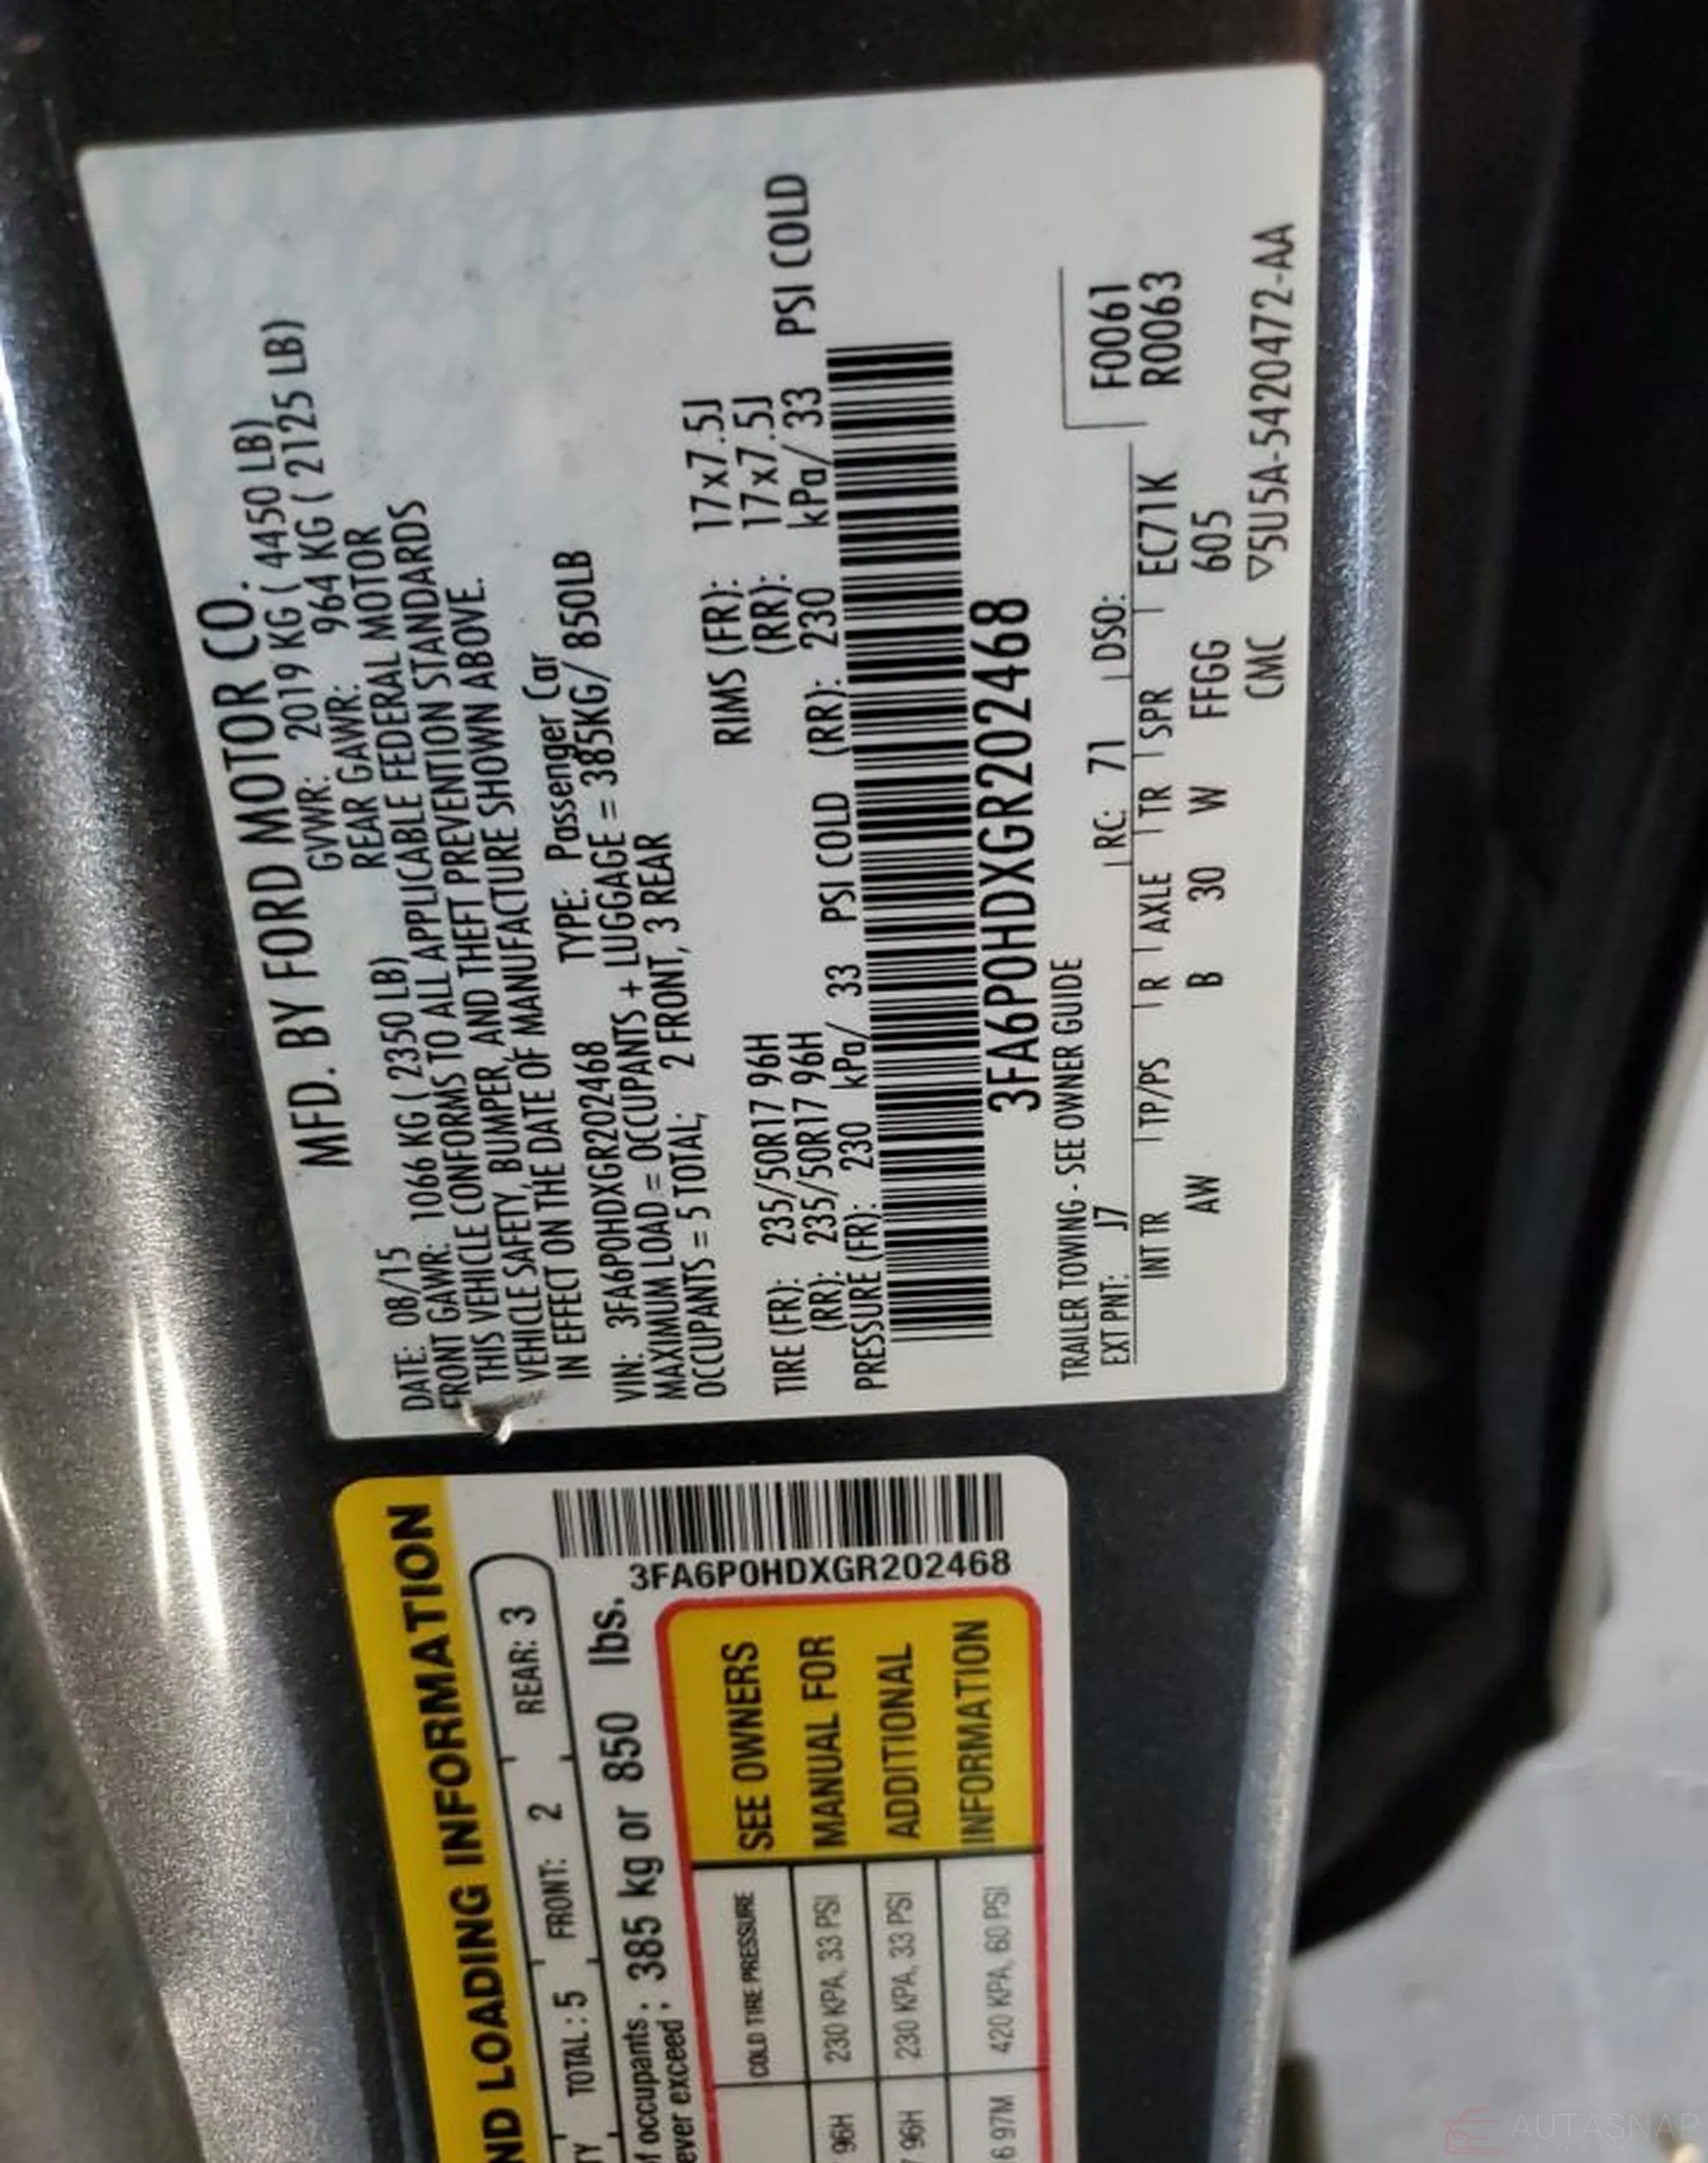 MFD. BY FORD MOTOR CO.
DATE: 08/15 GVWR: 2019 KG ( 4450 LB)
FRONT GAWR: 1066 KG ( 2350 LB) REAR GAWR: 964 KG ( 2125 LB)
THIS VEHICLE CONFORMS TO ALL APPLICABLE FEDERAL MOTOR
VEHICLE SAFETY, BUMPER, AND THEFT PREVENTION STANDARDS
IN EFFECT ON THE DATE OF MANUFACTURE SHOWN ABOVE.
VIN: 3FA6P0HDXGR202468 TYPE: Passenger Car
MAXIMUM LOAD = OCCUPANTS + LUGGAGE = 385KG/ 850LB
OCCUPANTS = 5 TOTAL; 2 FRONT, 3 REAR
TIRE (FR): 235/50R17 96H RIMS (FR): 17x7.5J
(RR): 235/50R17 96H (RR): 17x7.5J
PRESSURE (FR): 230 kPa/ 33 PSI COLD (RR): 230 kPa/ 33 PSI COLD
3FA6P0HDXGR202468
TRAILER TOWING - SEE OWNER GUIDE
EXT PNT: J7 RC: 71 DSO: F0061
R0063
INT TR TP/PS R AXLE TR SPR EC71K
AW B 30 W FFGG 605
CMC ▽5U5A-5420472-AA
ND LOADING INFORMATION
TY TOTAL : 5 FRONT: 2 REAR: 3
f occupants : 385 kg or 850 lbs.
ever exceed :
3FA6P0HDXGR202468
COLD TIRE PRESSURE
96H 230 KPA, 33 PSI
96H 230 KPA, 33 PSI
6 97M 420 KPA, 60 PSI
SEE OWNERS
MANUAL FOR
ADDITIONAL
INFORMATION
AUTASNAP